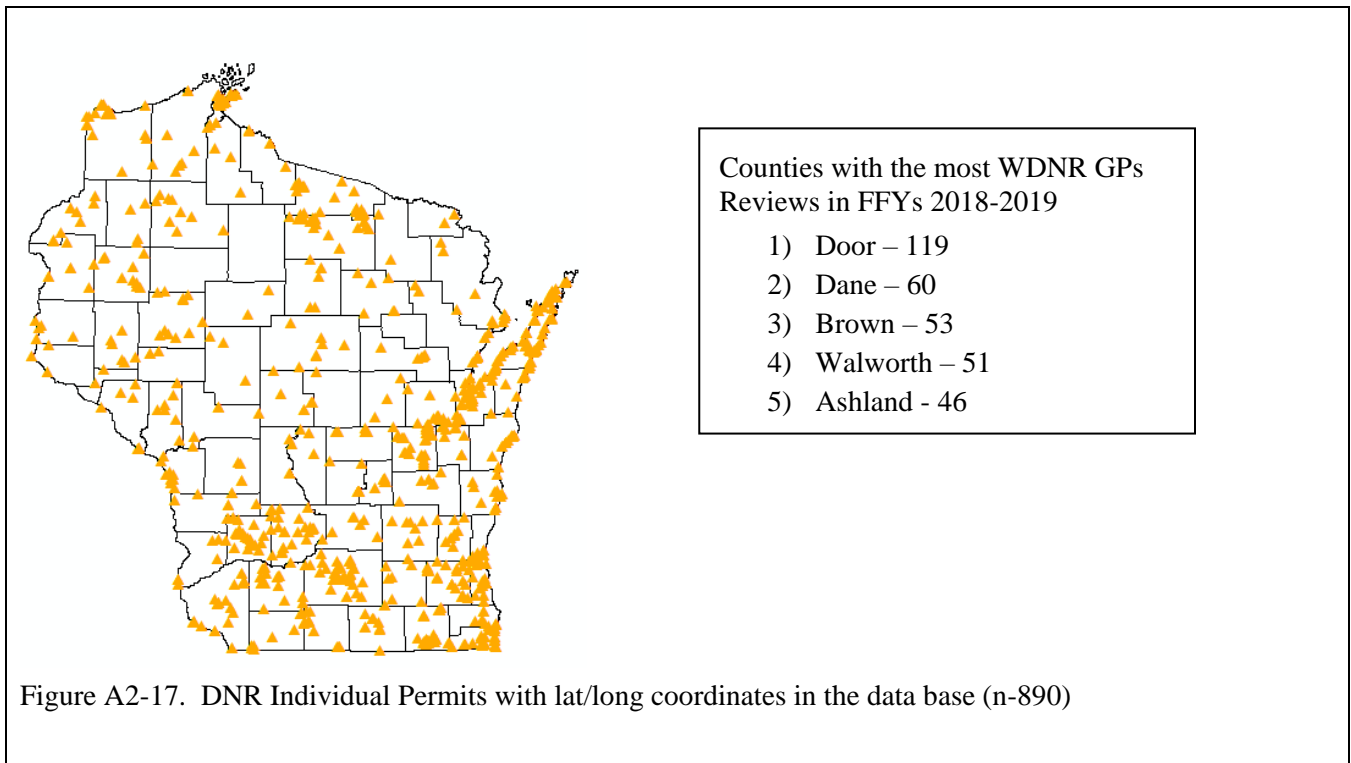 Counties with the most WDNR GPs
Reviews in FFYs 2018-2019
1) Door – 119
2) Dane – 60
3) Brown – 53
4) Walworth – 51
5) Ashland - 46
Figure A2-17. DNR Individual Permits with lat/long coordinates in the data base (n-890)